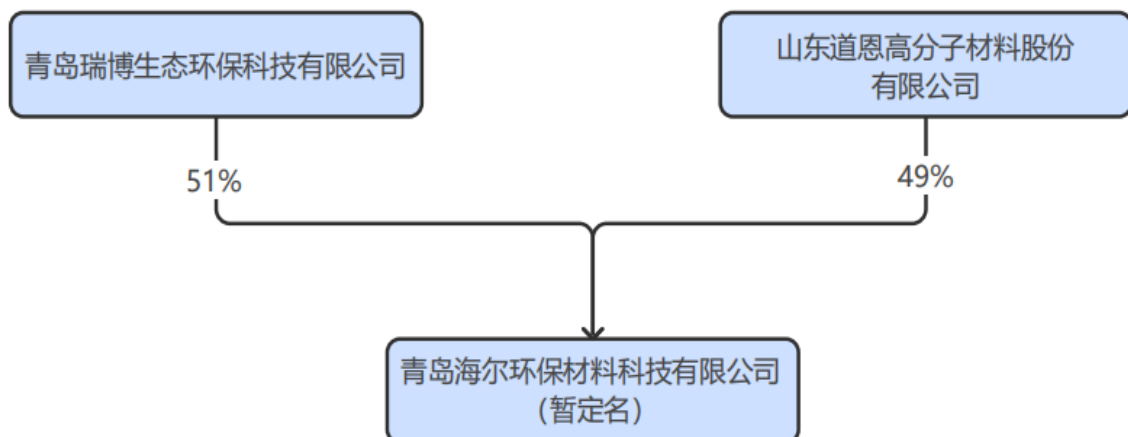 青岛瑞博生态环保科技有限公司
山东道恩高分子材料股份
有限公司
51%
49%
青岛海尔环保材料科技有限公司
（暂定名）